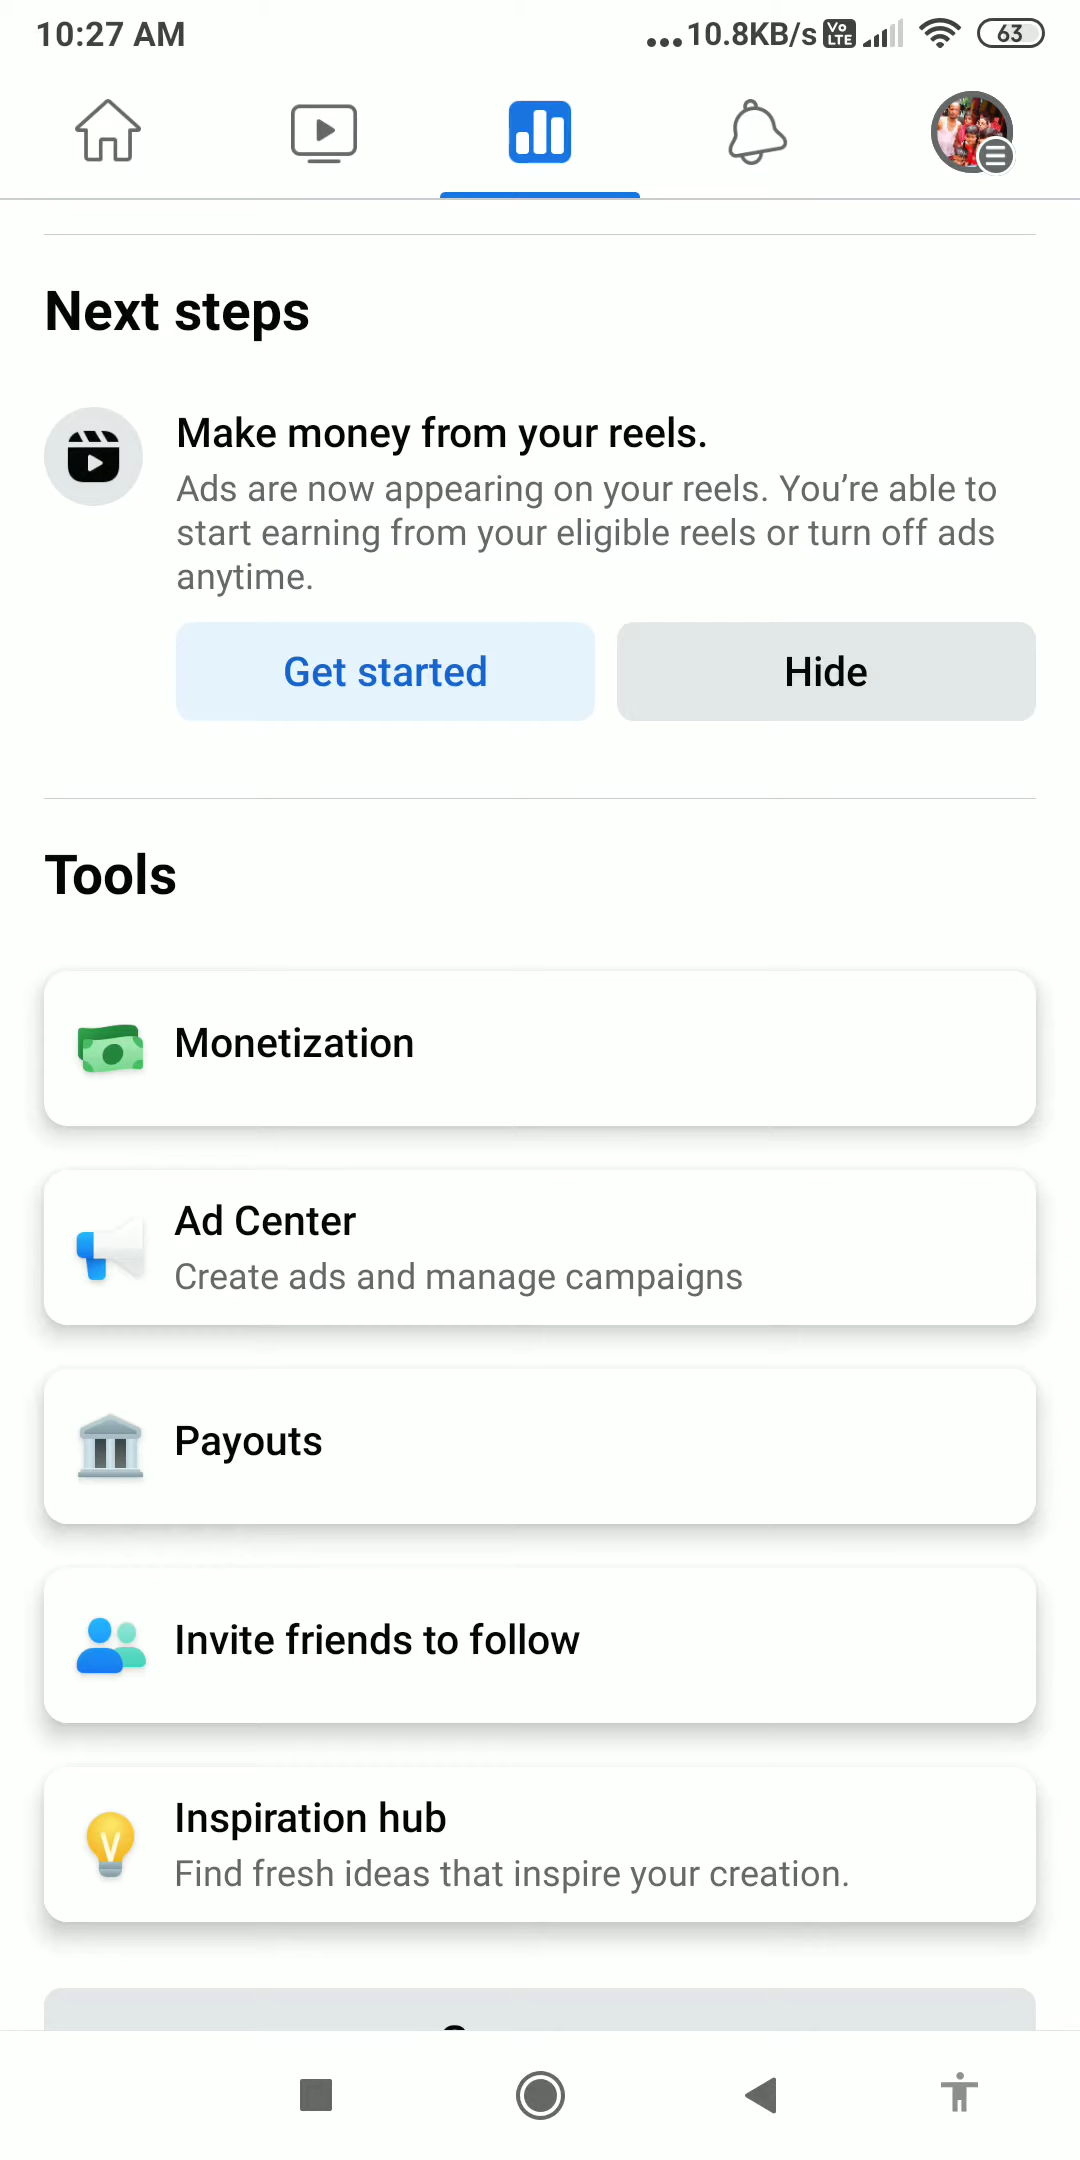 10:27 AM
...10.8KB/s Vo LTE 63
Next steps
Make money from your reels.
Ads are now appearing on your reels. You’re able to
start earning from your eligible reels or turn off ads
anytime.
Get started
Hide
Tools
Monetization
Ad Center
Create ads and manage campaigns
Payouts
Invite friends to follow
Inspiration hub
Find fresh ideas that inspire your creation.